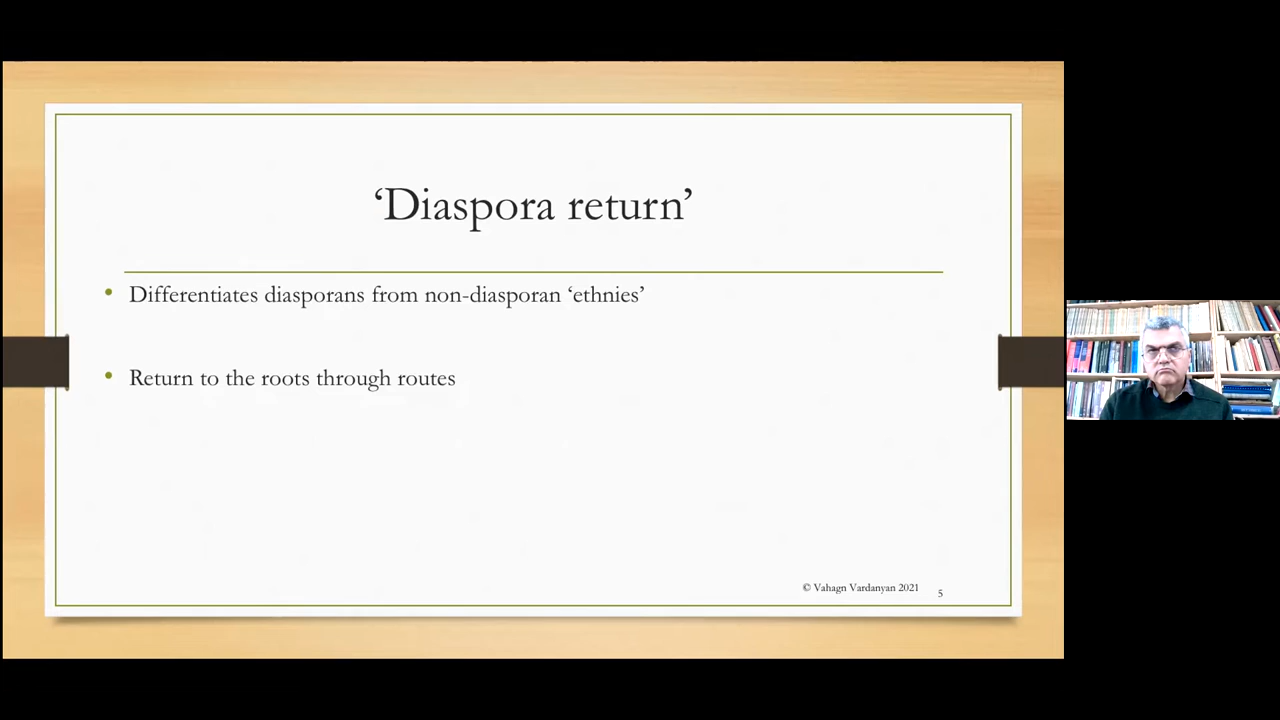 ‘Diaspora return’
• Differentiates diasporans from non-diasporan ‘ethnies’
• Return to the roots through routes
© Vahagn Vardanyan 2021
5